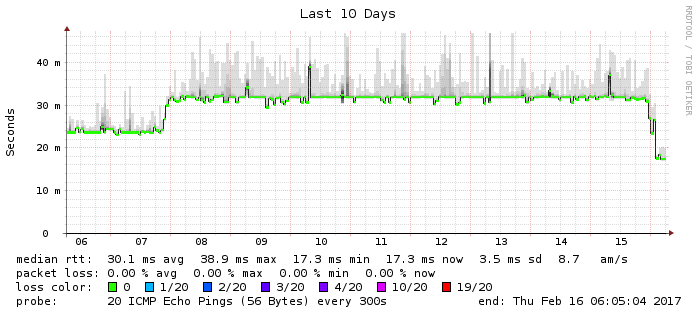 Last 10 Days
RRDTOOL / TOBI OETIKER
Seconds
40 m
30 m
20 m
10 m
0
06 07 08 09 10 11 12 13 14 15
median rtt: 30.1 ms avg 38.9 ms max 17.3 ms min 17.3 ms now 3.5 ms sd 8.7 am/s
packet loss: 0.00 % avg 0.00 % max 0.00 % min 0.00 % now
loss color: 0 1/20 2/20 3/20 4/20 10/20 19/20
probe: 20 ICMP Echo Pings (56 Bytes) every 300s end: Thu Feb 16 06:05:04 2017